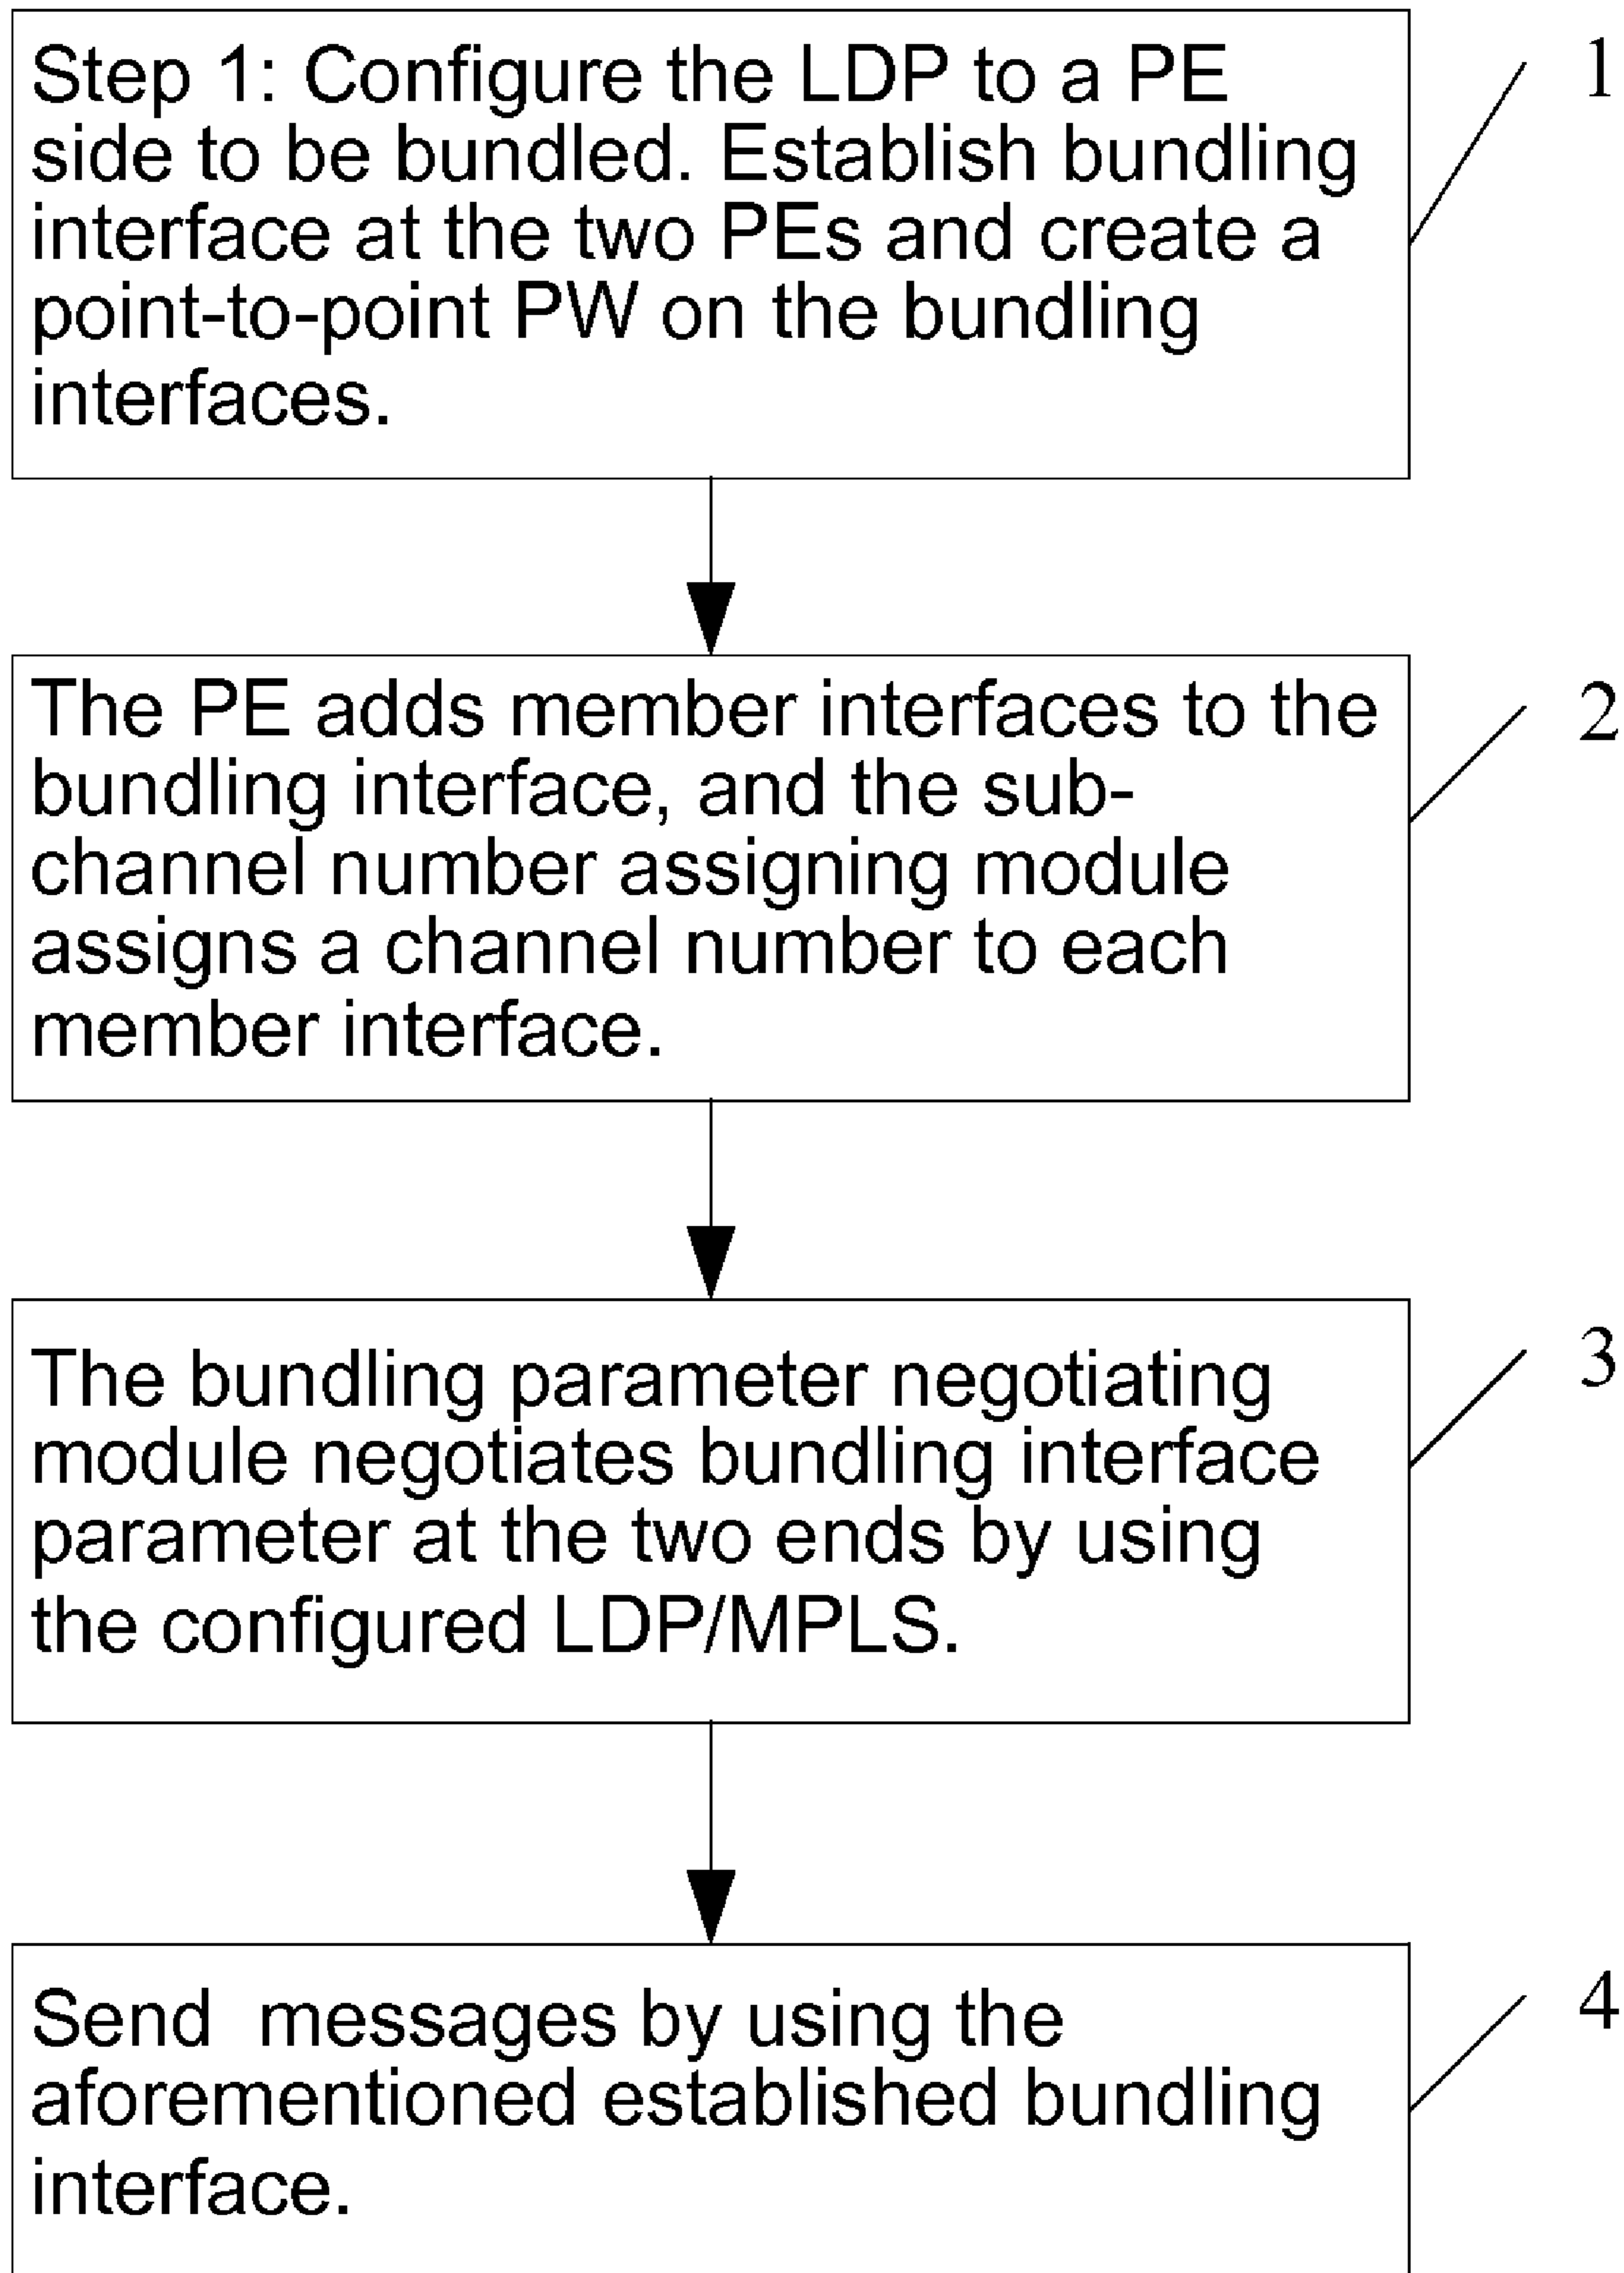 Step 1: Configure the LDP to a PE
side to be bundled. Establish bundling
interface at the two PEs and create a
point-to-point PW on the bundling
interfaces.
1
The PE adds member interfaces to the
bundling interface, and the sub-
channel number assigning module
assigns a channel number to each
member interface.
2
The bundling parameter negotiating
module negotiates bundling interface
parameter at the two ends by using
the configured LDP/MPLS.
3
Send messages by using the
aforementioned established bundling
interface.
4